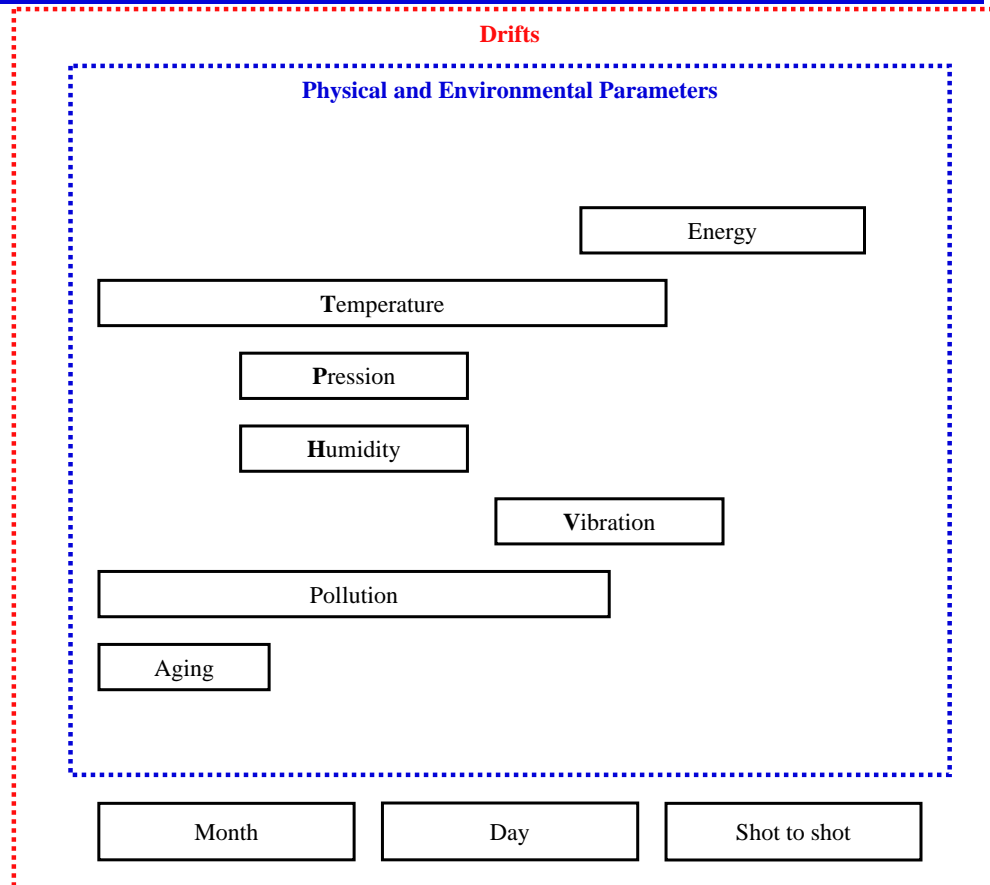 Drifts
Physical and Environmental Parameters
Energy
Temperature
Pression
Humidity
Vibration
Pollution
Aging
Month
Day
Shot to shot